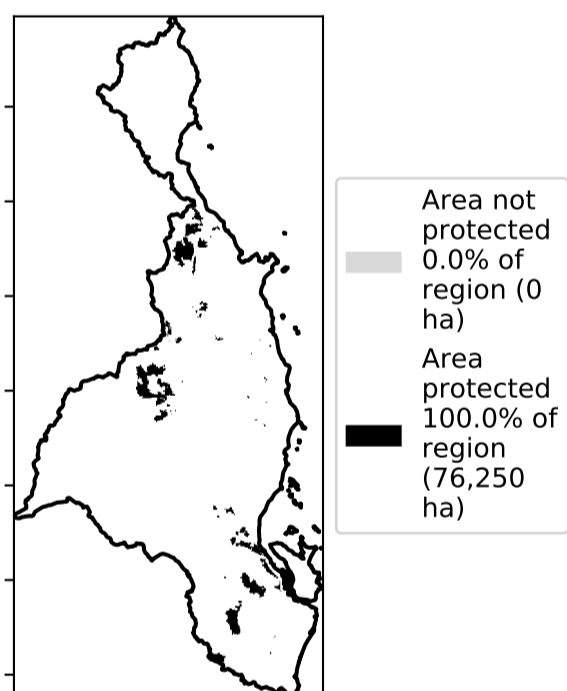 Area not
protected
0.0% of
region (0
ha)
Area
protected
100.0% of
region
(76,250
ha)